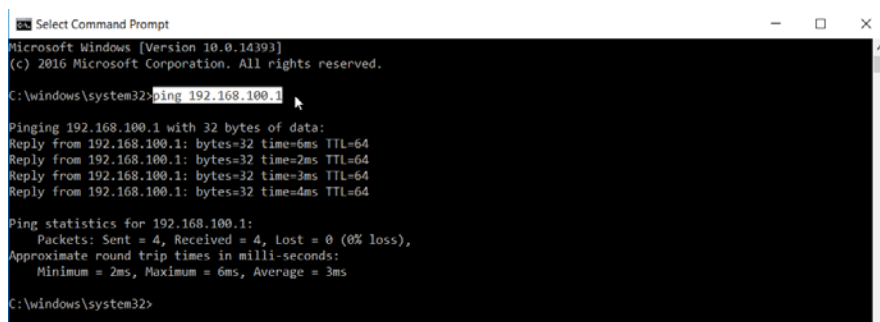 Select Command Prompt
Microsoft Windows [Version 10.0.14393]
(c) 2016 Microsoft Corporation. All rights reserved.
C:\windows\system32>ping 192.168.100.1
Pinging 192.168.100.1 with 32 bytes of data:
Reply from 192.168.100.1: bytes=32 time=6ms TTL=64
Reply from 192.168.100.1: bytes=32 time=2ms TTL=64
Reply from 192.168.100.1: bytes=32 time=3ms TTL=64
Reply from 192.168.100.1: bytes=32 time=4ms TTL=64
Ping statistics for 192.168.100.1:
    Packets: Sent = 4, Received = 4, Lost = 0 (0% loss),
Approximate round trip times in milli-seconds:
    Minimum = 2ms, Maximum = 6ms, Average = 3ms
C:\windows\system32>